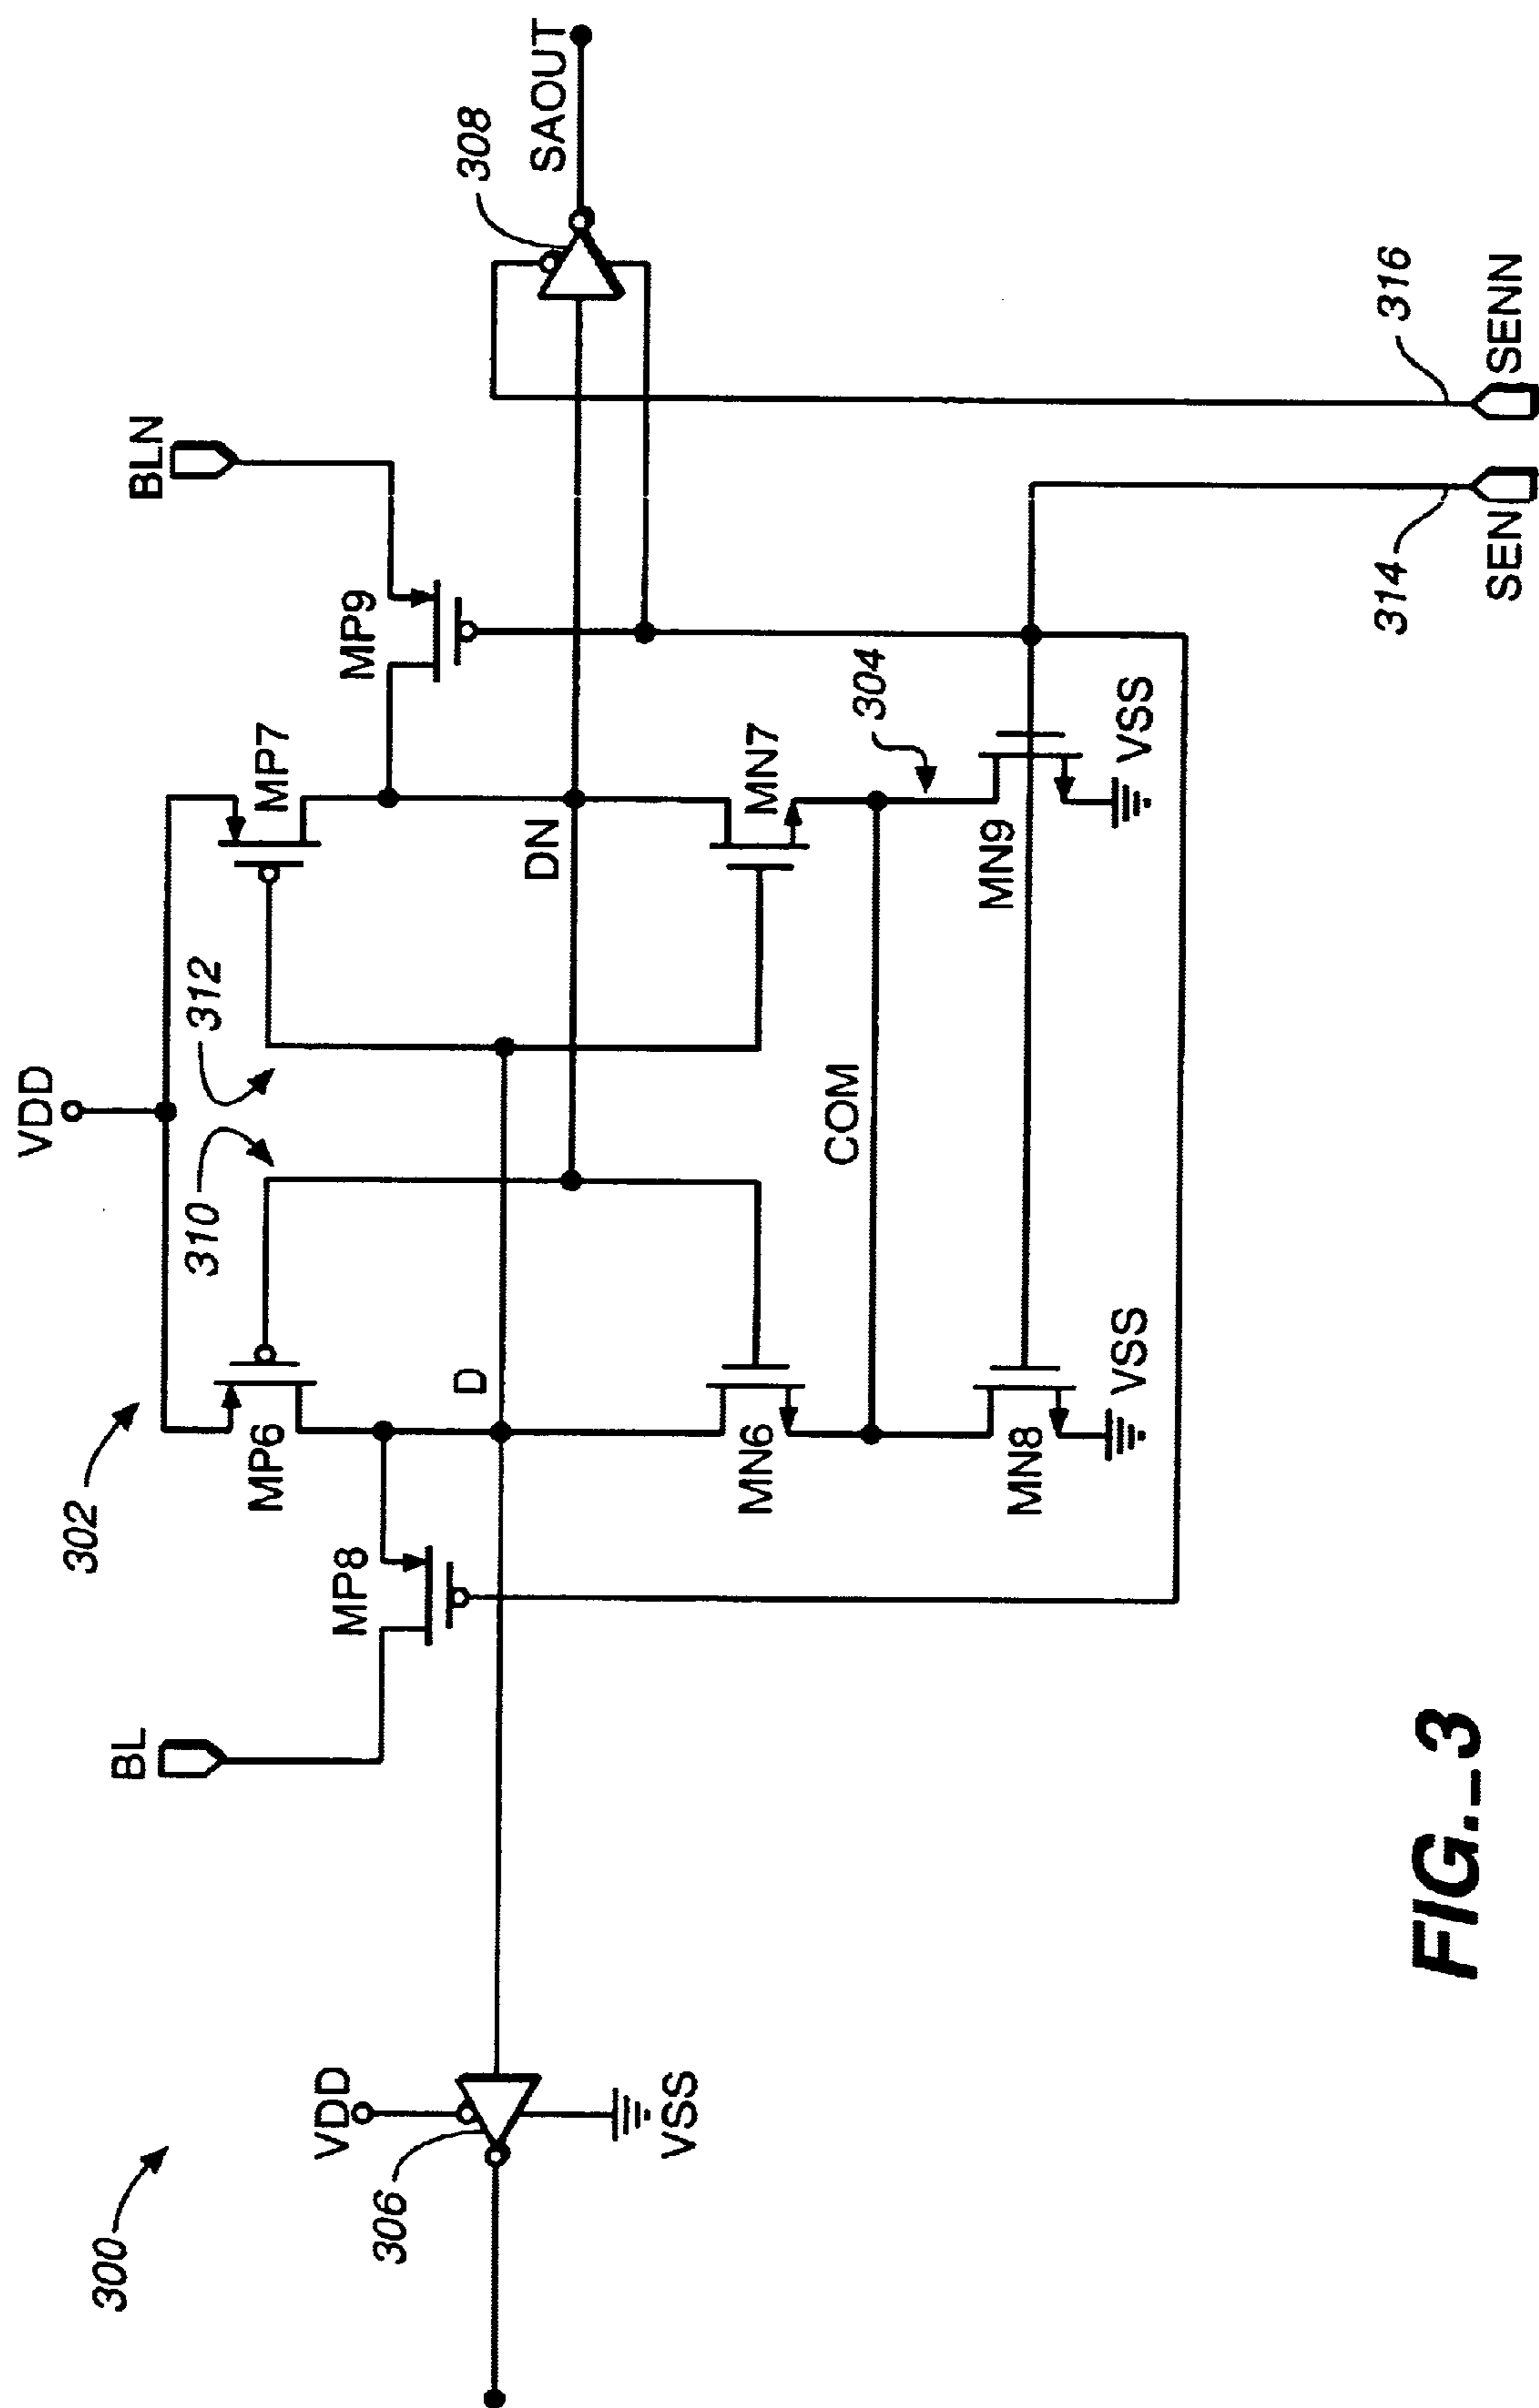 300
302
VDD
310
312
BL
BLN
MP8
MP6
MP7
MP9
308
SAOUT
VDD
306
VSS
D
DN
MN6
MN7
COM
304
MN8
VSS
MN9
VSS
314
316
SEN
SENN
FIG._3